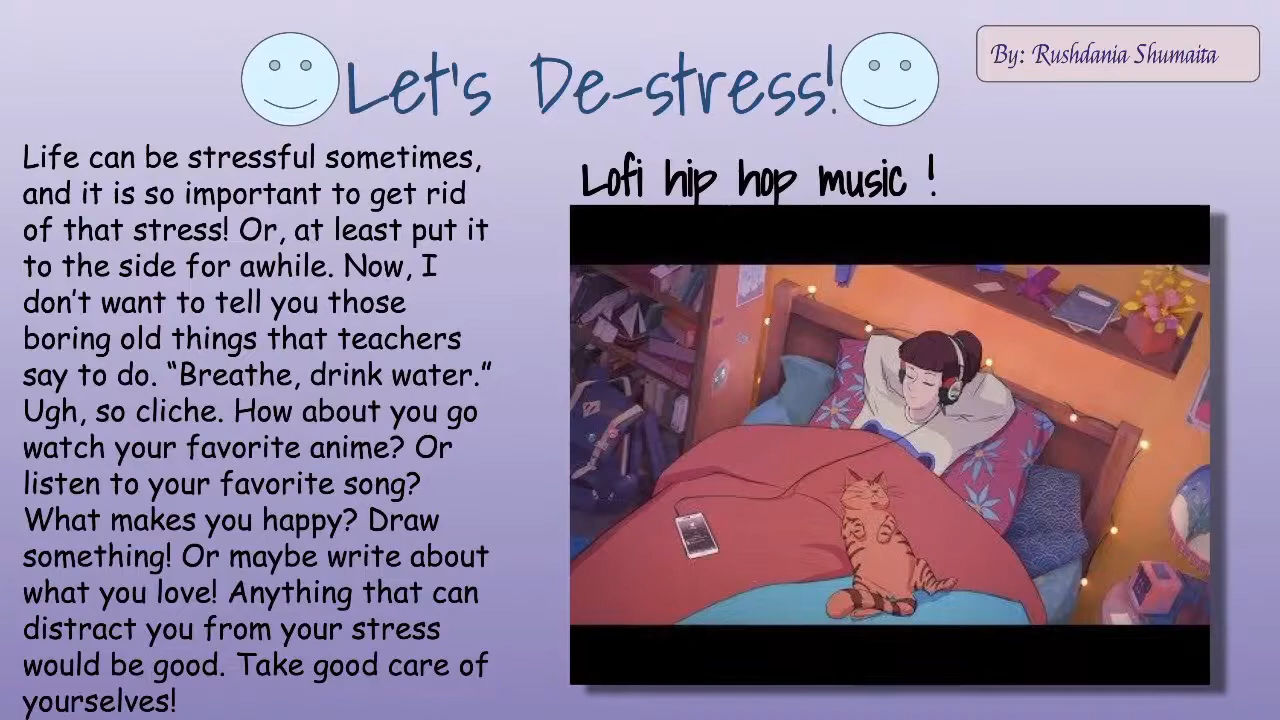 Let's De-stress!
By: Rushdania Shumaita
Life can be stressful sometimes,
and it is so important to get rid
of that stress! Or, at least put it
to the side for awhile. Now, I
don’t want to tell you those
boring old things that teachers
say to do. “Breathe, drink water.”
Ugh, so cliche. How about you go
watch your favorite anime? Or
listen to your favorite song?
What makes you happy? Draw
something! Or maybe write about
what you love! Anything that can
distract you from your stress
would be good. Take good care of
yourselves!
Lofi hip hop music !